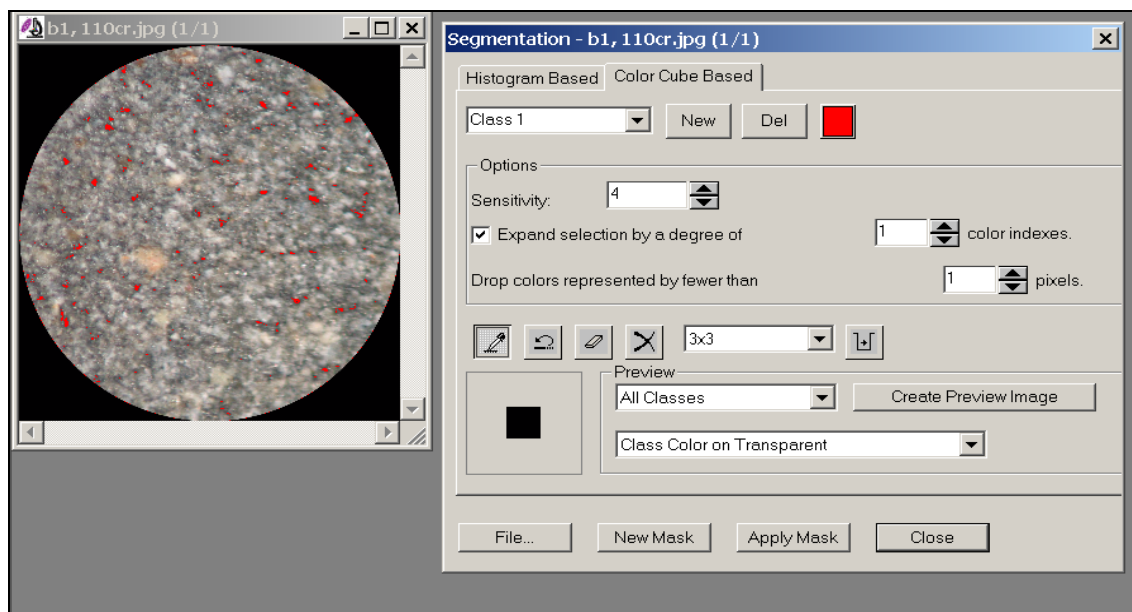 b1, 110cr.jpg (1/1)
Segmentation - b1, 110cr.jpg (1/1)
Histogram Based
Color Cube Based
Class 1
New
Del
Options
Sensitivity:
4
Expand selection by a degree of
1
color indexes.
Drop colors represented by fewer than
1
pixels.
3x3
Preview
All Classes
Create Preview Image
Class Color on Transparent
File...
New Mask
Apply Mask
Close